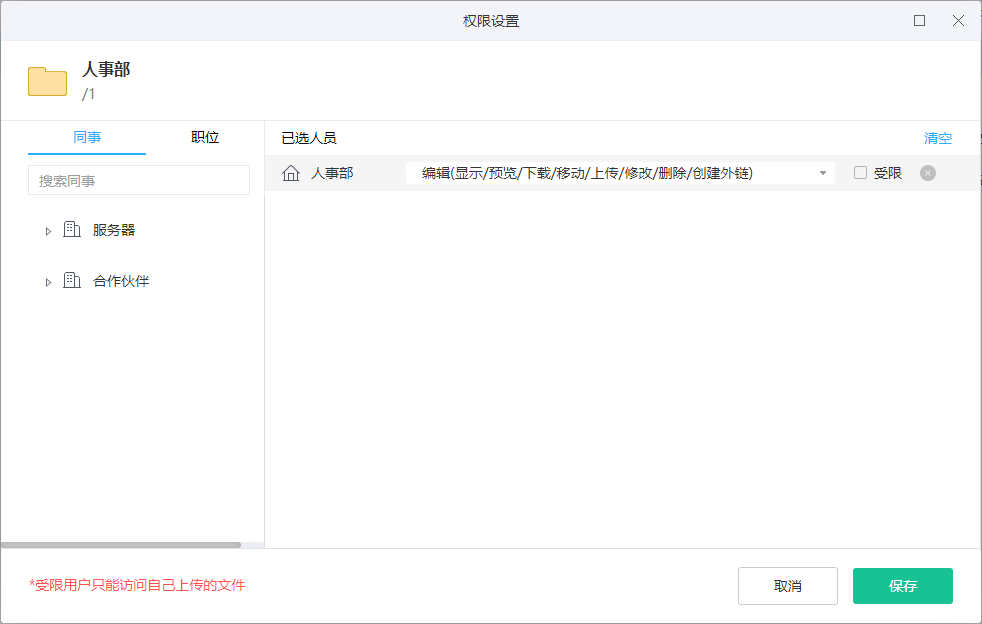 权限设置
人事部
/1
同事 职位
搜索同事
服务器
合作伙伴
已选人员 清空
人事部 编辑(显示/预览/下载/移动/上传/修改/删除/创建外链) 受限
*受限用户只能访问自己上传的文件
取消 保存